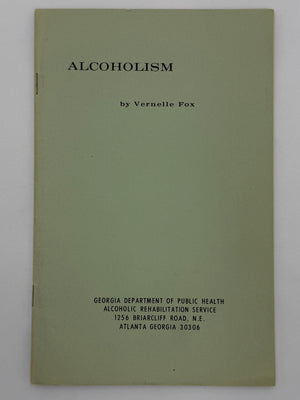 ALCOHOLISM
by Vernelle Fox
GEORGIA DEPARTMENT OF PUBLIC HEALTH
ALCOHOLIC REHABILITATION SERVICE
1256 BRIARCLIFF ROAD, N.E.
ATLANTA GEORGIA 30306